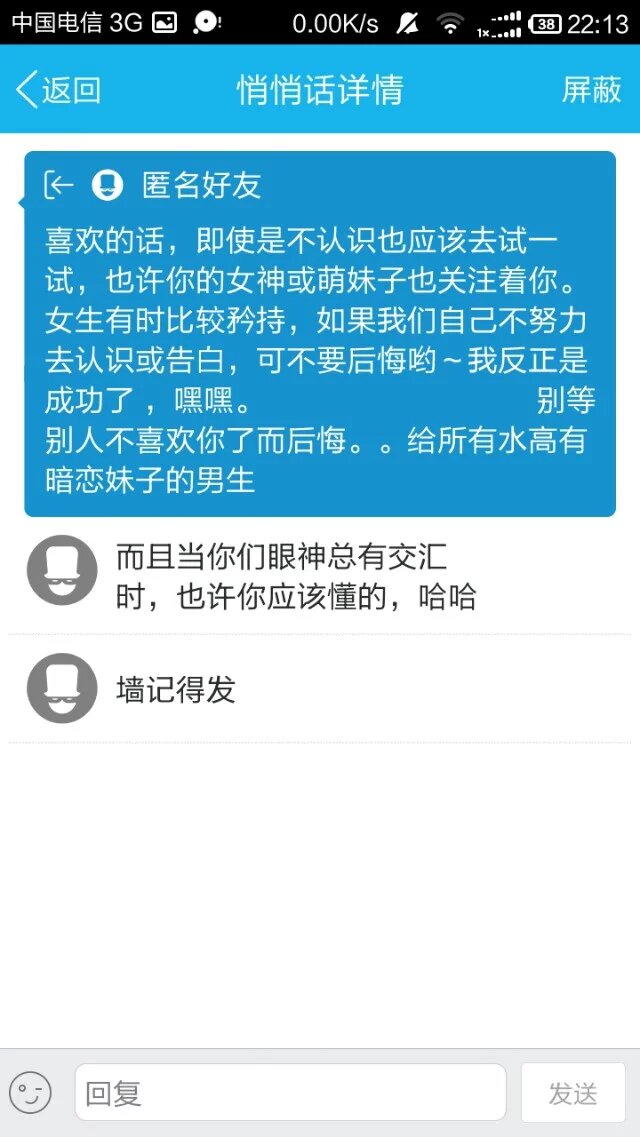 中国电信 3G 0.00K/s 1x 38 22:13
返回 悄悄话详情 屏蔽
匿名好友
喜欢的话，即使是不认识也应该去试一
试，也许你的女神或萌妹子也关注着你。
女生有时比较矜持，如果我们自己不努力
去认识或告白，可不要后悔哟～我反正是
成功了，嘿嘿。 别等
别人不喜欢你了而后悔。。给所有水高有
暗恋妹子的男生
而且当你们眼神总有交汇
时，也许你应该懂的，哈哈
墙记得发
回复 发送